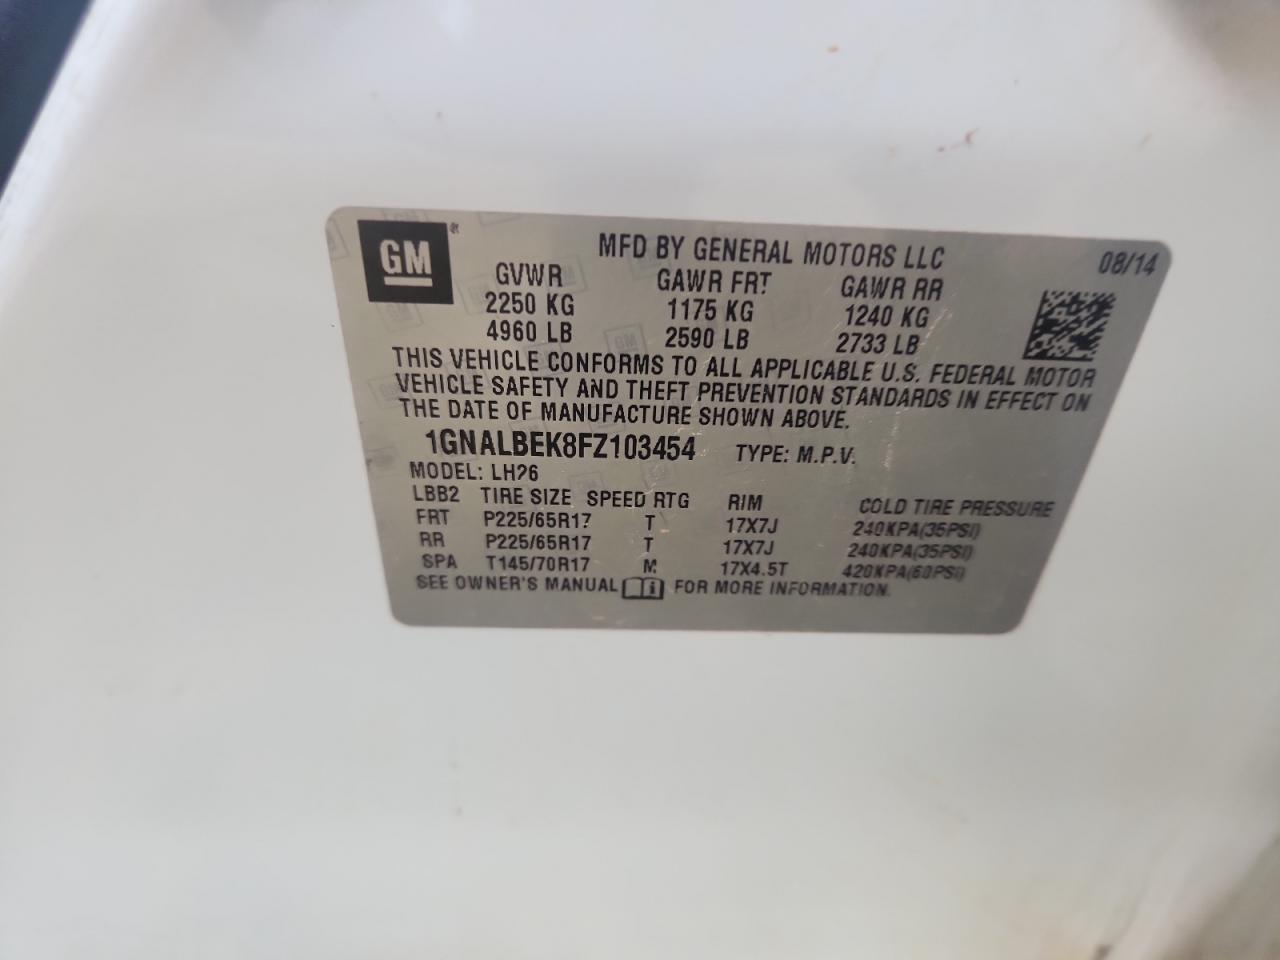 GM®
MFD BY GENERAL MOTORS LLC 08/14
GVWR GAWR FRT GAWR RR
2250 KG 1175 KG 1240 KG
4960 LB 2590 LB 2733 LB
THIS VEHICLE CONFORMS TO ALL APPLICABLE U.S. FEDERAL MOTOR
VEHICLE SAFETY AND THEFT PREVENTION STANDARDS IN EFFECT ON
THE DATE OF MANUFACTURE SHOWN ABOVE.
1GNALBEK8FZ103454 TYPE: M.P.V.
MODEL: LH26
LBB2 TIRE SIZE SPEED RTG RIM COLD TIRE PRESSURE
FRT P225/65R17 T 17X7J 240KPA(35PSI)
RR P225/65R17 T 17X7J 240KPA(35PSI)
SPA T145/70R17 M 17X4.5T 420KPA(60PSI)
SEE OWNER'S MANUAL FOR MORE INFORMATION.